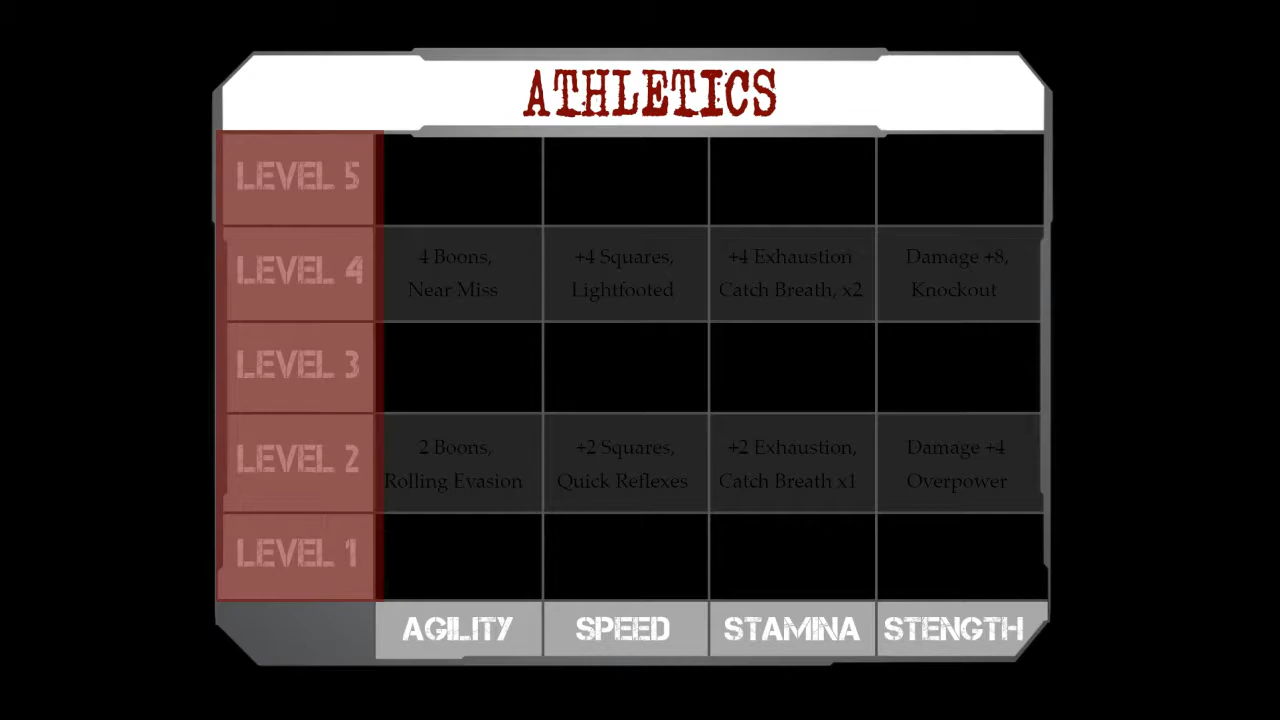 ATHLETICS
LEVEL 5
LEVEL 4
4 Boons,
Near Miss
+4 Squares,
Lightfooted
+4 Exhaustion
Catch Breath, x2
Damage +8,
Knockout
LEVEL 3
LEVEL 2
2 Boons,
Rolling Evasion
+2 Squares,
Quick Reflexes
+2 Exhaustion,
Catch Breath x1
Damage +4
Overpower
LEVEL 1
AGILITY
SPEED
STAMINA
STENGTH